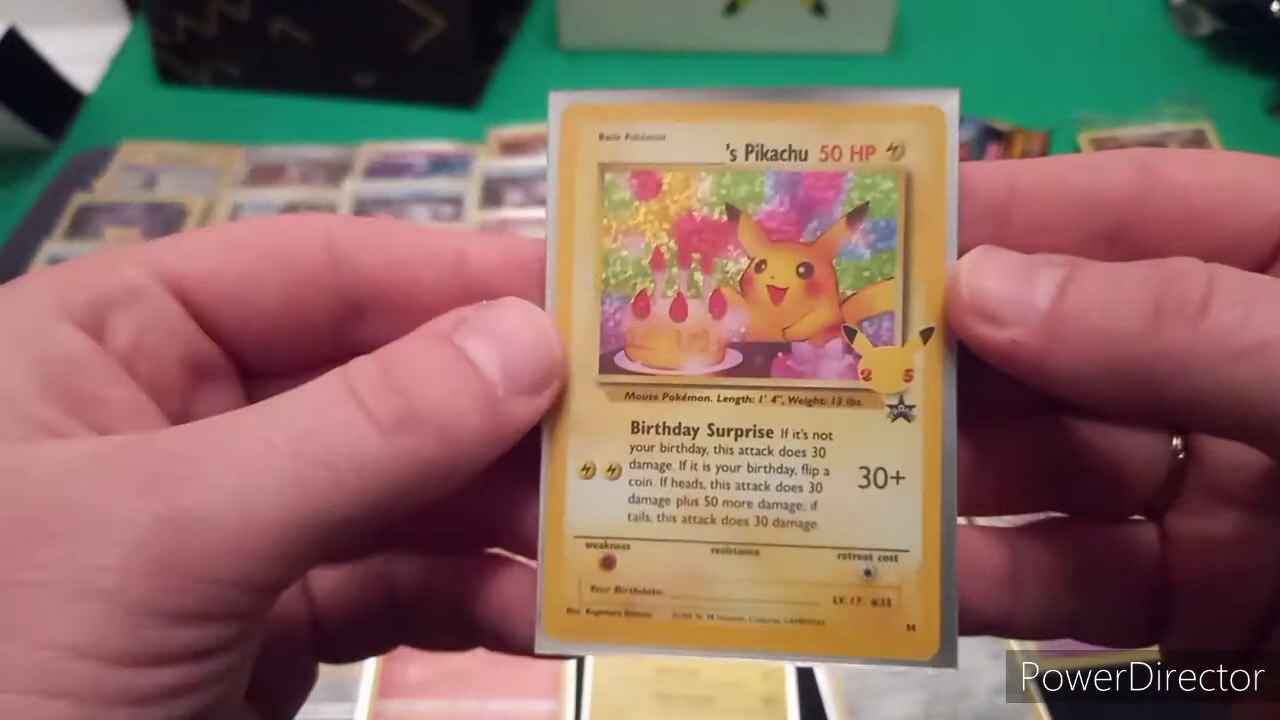 Basic Pokémon
's Pikachu 50 HP
2 5
Mouse Pokémon. Length: 1' 4", Weight: 13 lbs.
Birthday Surprise If it's not
your birthday, this attack does 30
damage. If it is your birthday, flip a
coin. If heads, this attack does 30
damage plus 50 more damage; if
tails, this attack does 30 damage.
30+
weakness resistance retreat cost
Your Birthdate:
LV. 17 #25
24
PowerDirector